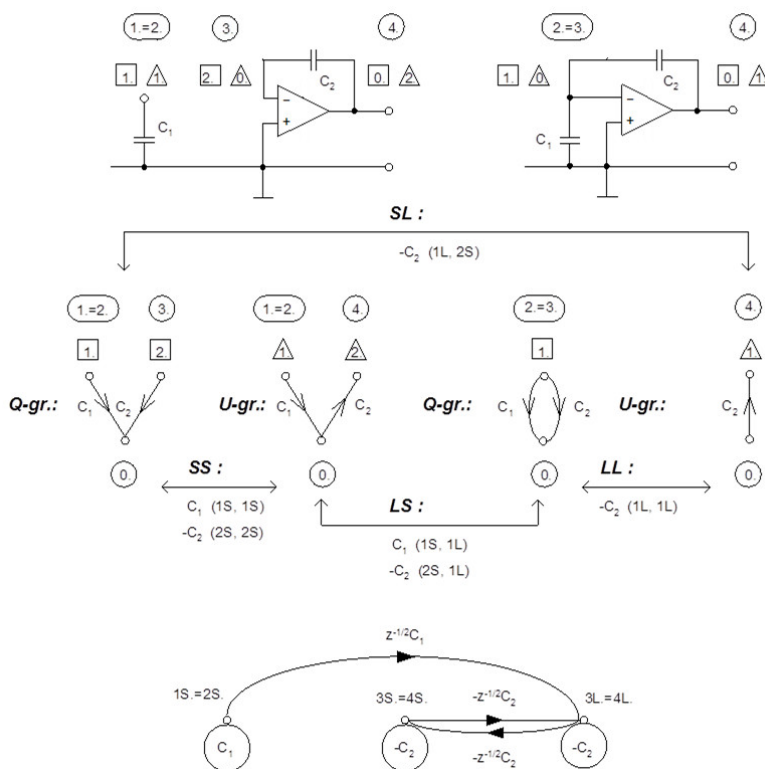 1.=2. 3. 4. 2.=3. 4.
1. 1. 2. 0. C₂ 0. 2. 1. 0. C₂ 0. 1.
C₁ − + C₁ − +
SL :
-C₂ (1L, 2S)
1.=2. 3. 1.=2. 4. 2.=3. 4.
1. 2. 1. 2. 1. 1.
Q-gr.: C₁ C₂ U-gr.: C₁ C₂ Q-gr.: C₁ C₂ U-gr.: C₂
0. SS : 0. LS : 0. LL : 0.
C₁ (1S, 1S) -C₂ (1L, 1L)
-C₂ (2S, 2S)
C₁ (1S, 1L)
-C₂ (2S, 1L)
z⁻¹/²C₁
1S.=2S. 3S.=4S. -z⁻¹/²C₂ 3L.=4L.
C₁ -C₂ -z⁻¹/²C₂ -C₂